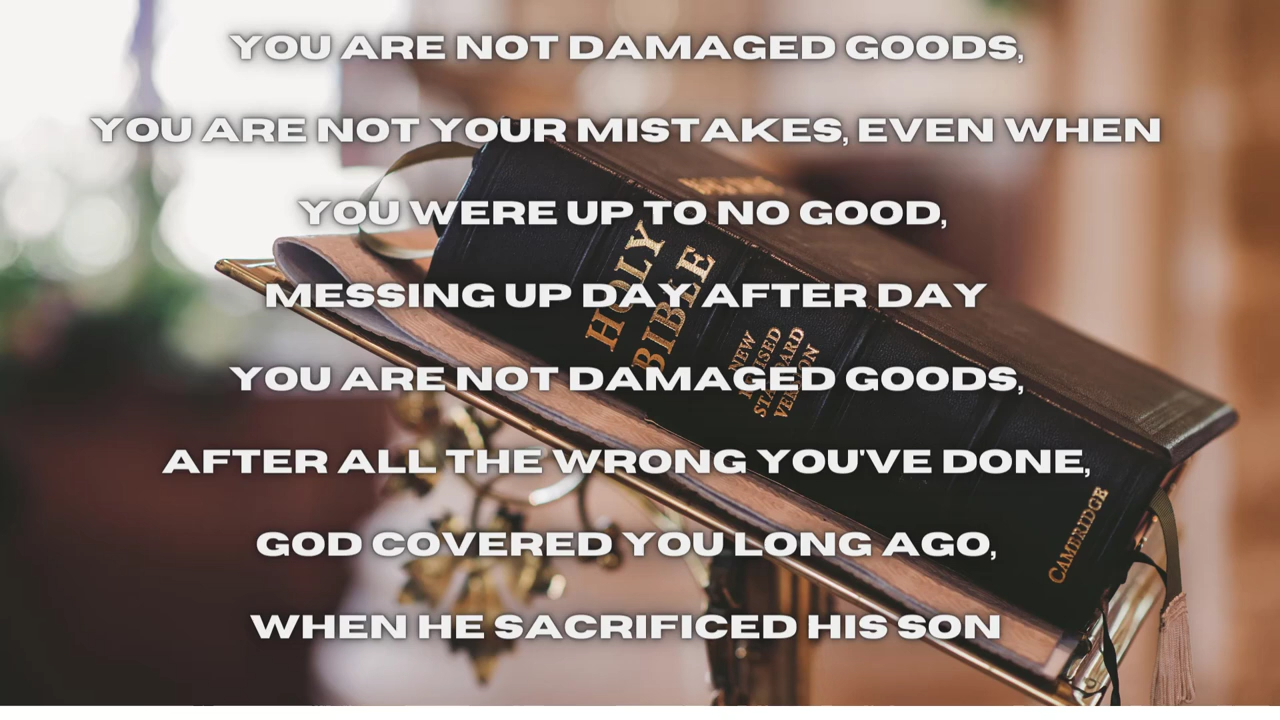 YOU ARE NOT DAMAGED GOODS,
YOU ARE NOT YOUR MISTAKES, EVEN WHEN
YOU WERE UP TO NO GOOD,
MESSING UP DAY AFTER DAY
YOU ARE NOT DAMAGED GOODS,
AFTER ALL THE WRONG YOU'VE DONE,
GOD COVERED YOU LONG AGO,
WHEN HE SACRIFICED HIS SON
HOLY
BIBLE
NEW
REVISED
STANDARD
VERSION
CAMBRIDGE